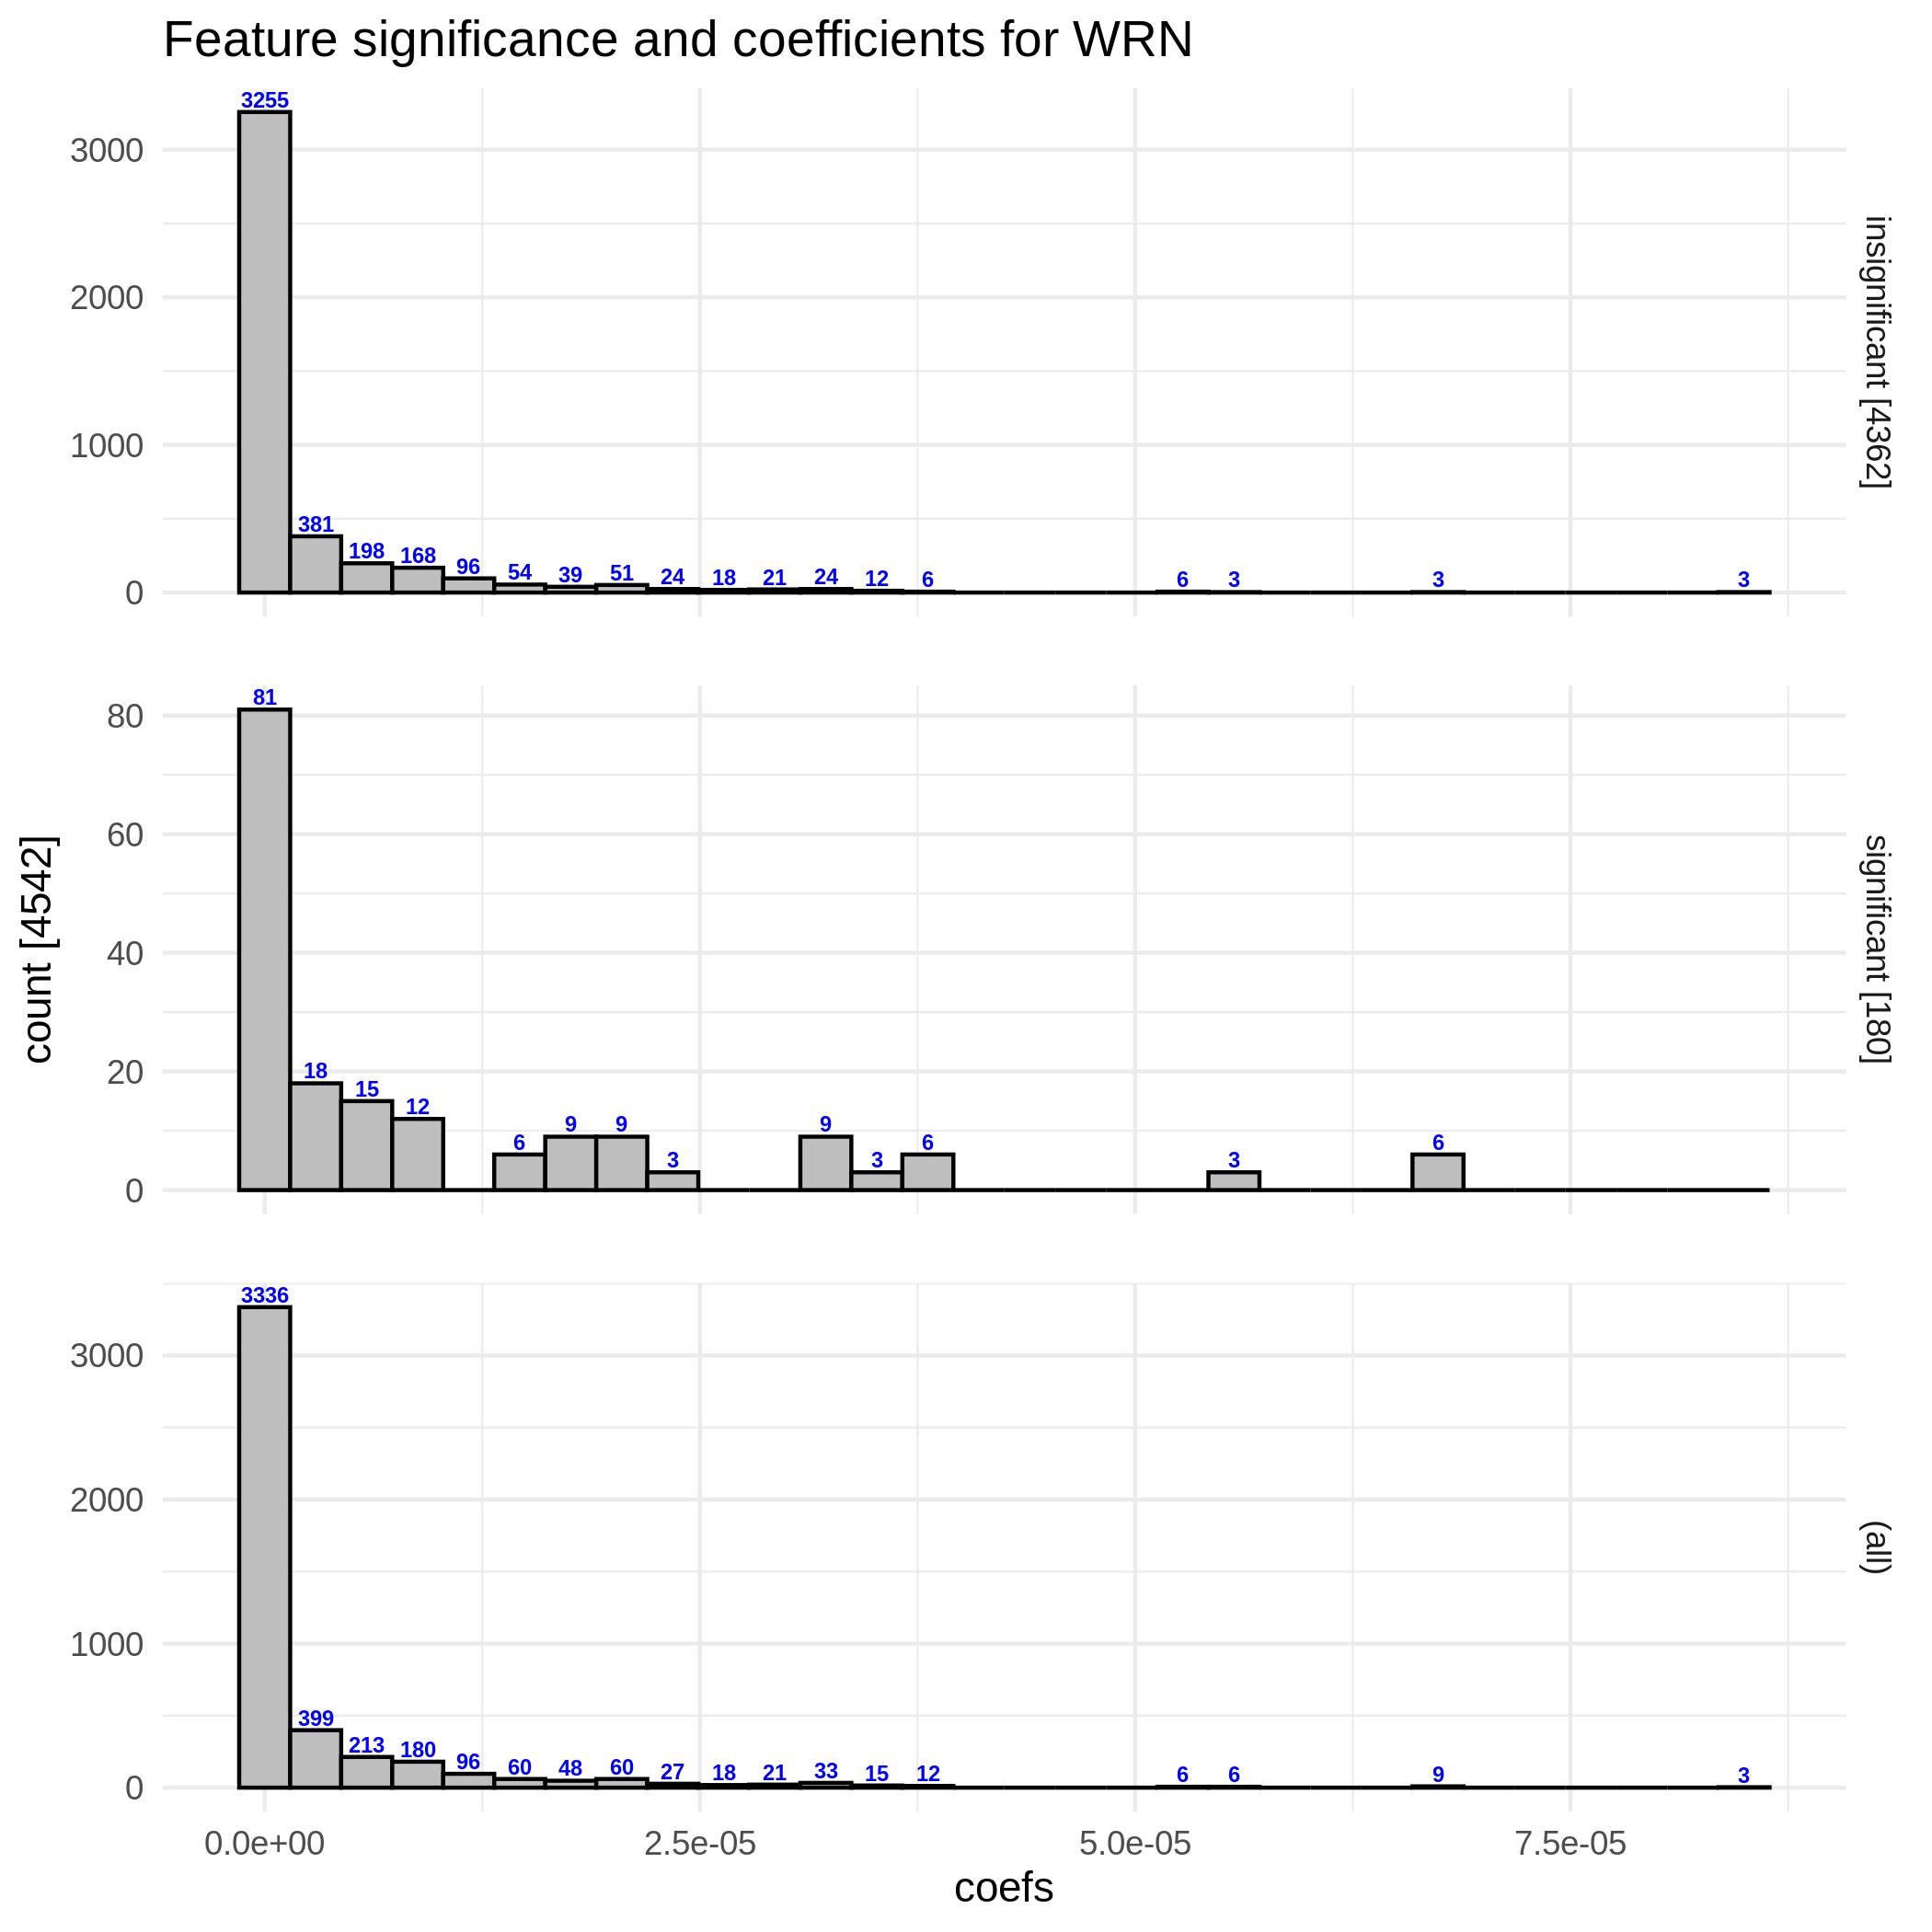 Feature significance and coefficients for WRN
count [4542]
3255
3000
2000
1000
0
381 198 168 96 54 39 51 24 18 21 24 12 6 6 3 3 3
insignificant [4362]
81
80
60
40
20
0
18 15 12 6 9 9 3 9 3 6 3 6
significant [180]
3336
3000
2000
1000
0
399 213 180 96 60 48 60 27 18 21 33 15 12 6 6 9 3
(all)
0.0e+00 2.5e-05 5.0e-05 7.5e-05
coefs